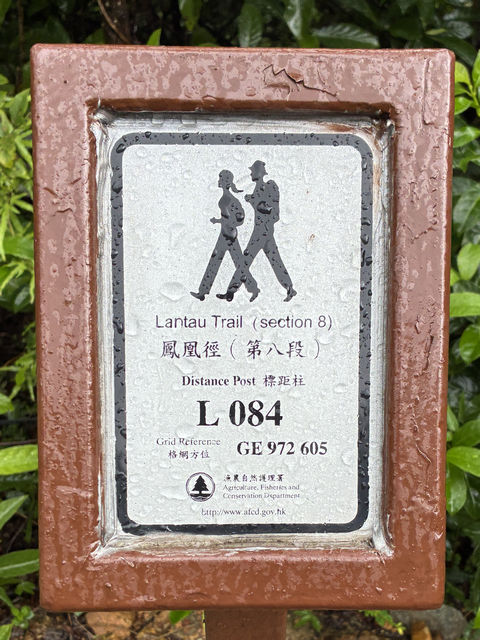 Lantau Trail (section 8)
鳳凰徑（第八段）
Distance Post 標距柱
L 084
Grid Reference
格網方位
GE 972 605
漁農自然護理署
Agriculture, Fisheries and
Conservation Department
http://www.afcd.gov.hk